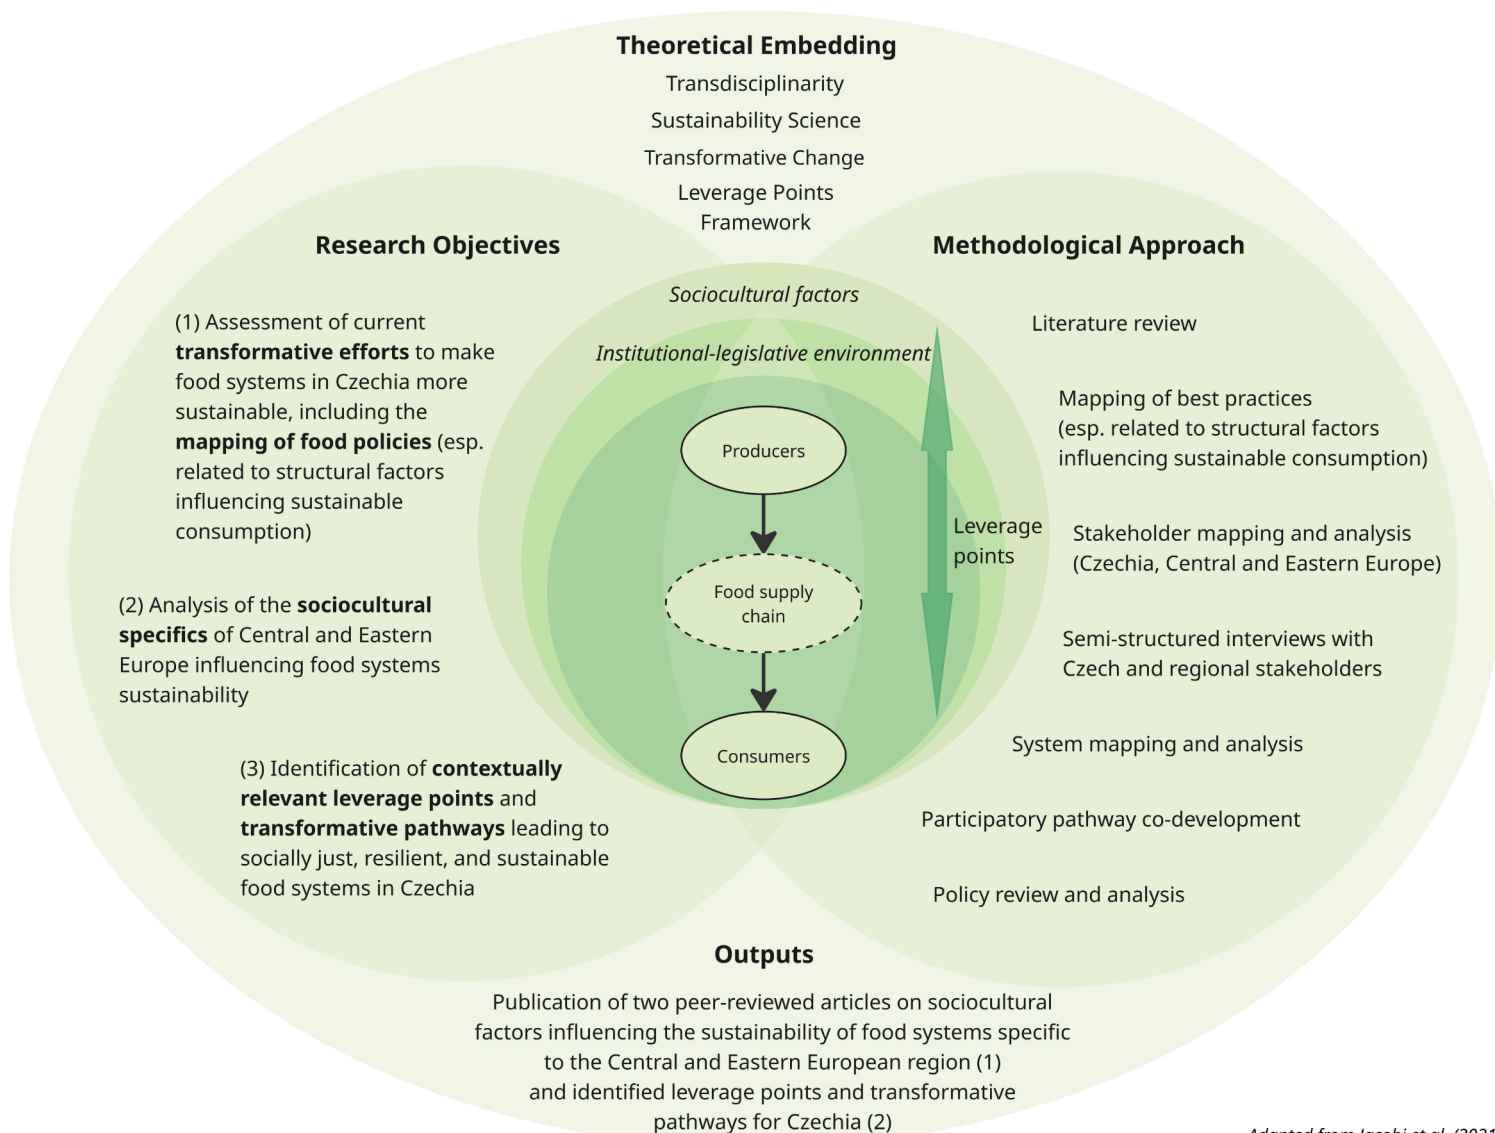 Theoretical Embedding
Transdisciplinarity
Sustainability Science
Transformative Change
Leverage Points
Framework
Research Objectives
(1) Assessment of current
transformative efforts to make
food systems in Czechia more
sustainable, including the
mapping of food policies (esp.
related to structural factors
influencing sustainable
consumption)
(2) Analysis of the sociocultural
specifics of Central and Eastern
Europe influencing food systems
sustainability
(3) Identification of contextually
relevant leverage points and
transformative pathways leading to
socially just, resilient, and sustainable
food systems in Czechia
Sociocultural factors
Institutional-legislative environment
Producers
Food supply
chain
Consumers
Leverage
points
Methodological Approach
Literature review
Mapping of best practices
(esp. related to structural factors
influencing sustainable consumption)
Stakeholder mapping and analysis
(Czechia, Central and Eastern Europe)
Semi-structured interviews with
Czech and regional stakeholders
System mapping and analysis
Participatory pathway co-development
Policy review and analysis
Outputs
Publication of two peer-reviewed articles on sociocultural
factors influencing the sustainability of food systems specific
to the Central and Eastern European region (1)
and identified leverage points and transformative
pathways for Czechia (2)